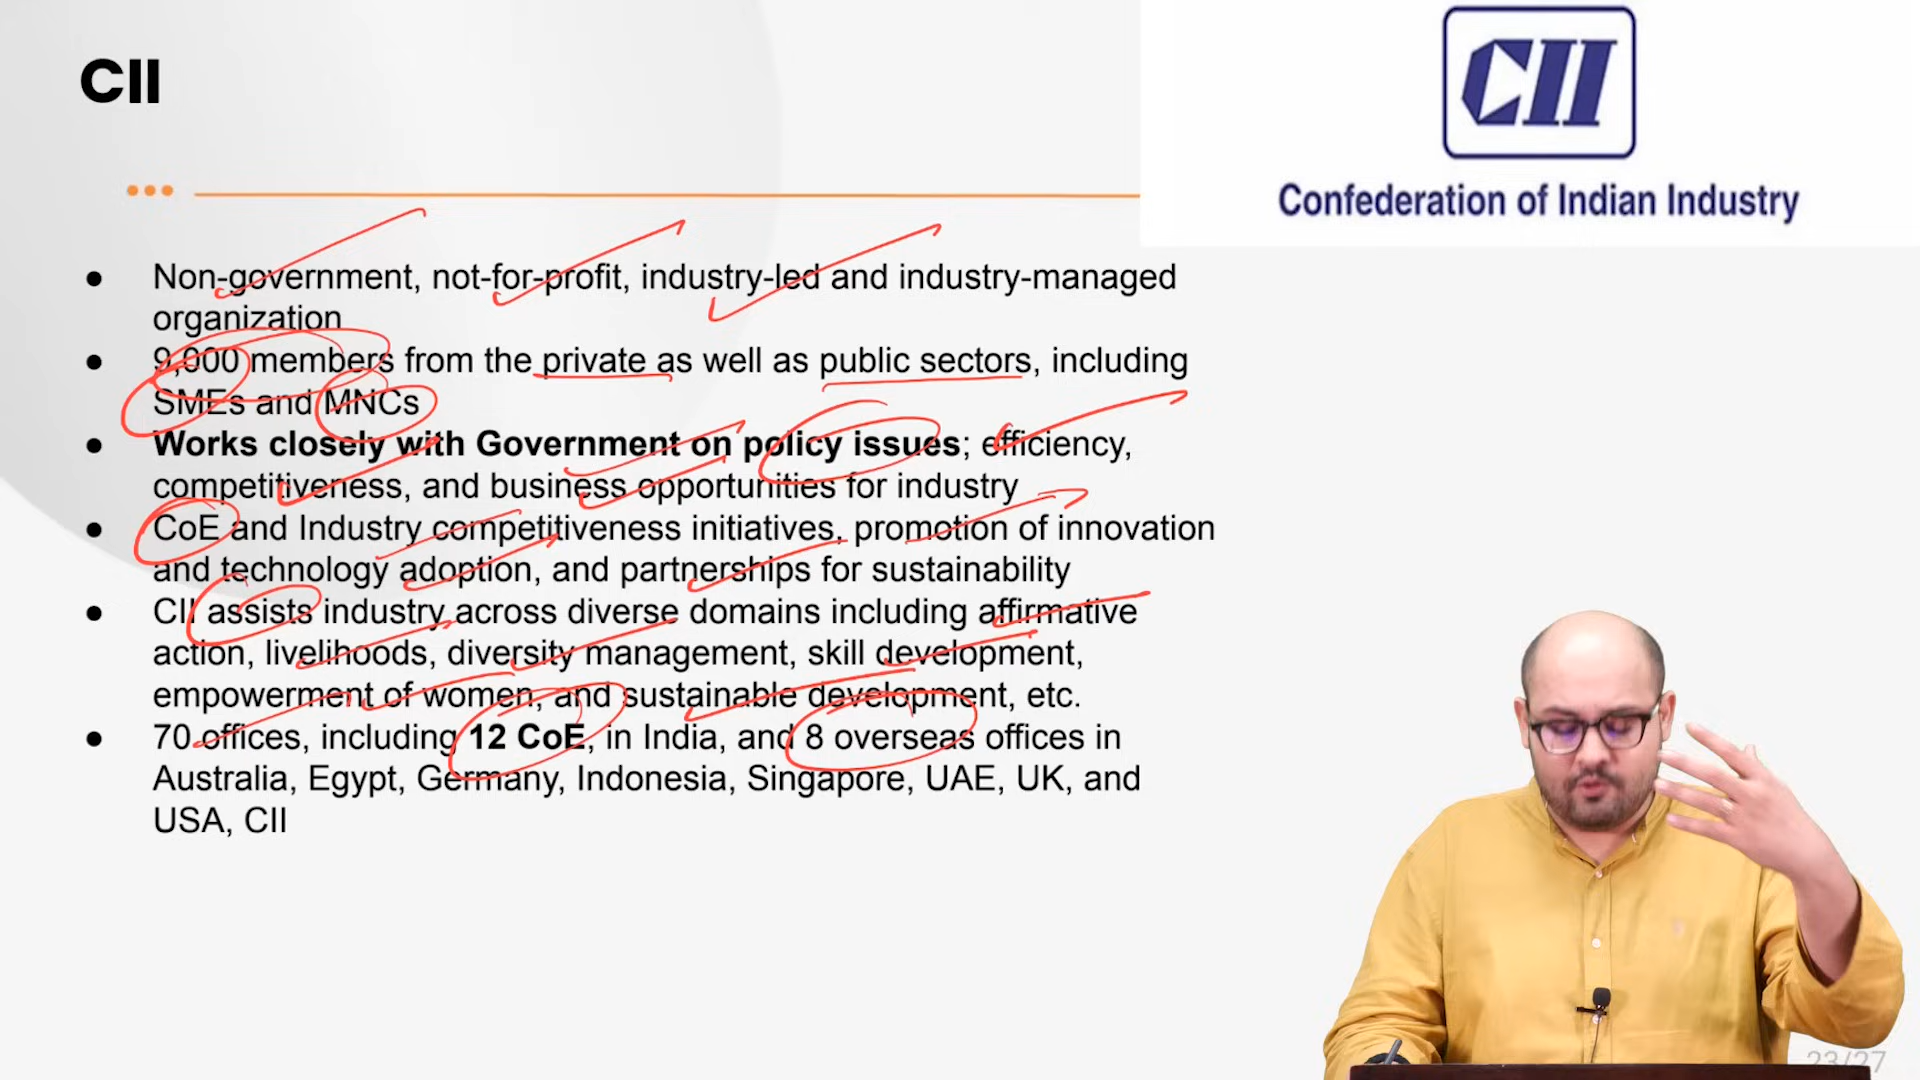 CII
CII
Confederation of Indian Industry
● Non-government, not-for-profit, industry-led and industry-managed
organization
● 9,000 members from the private as well as public sectors, including
SMEs and MNCs
● Works closely with Government on policy issues; efficiency,
competitiveness, and business opportunities for industry
● CoE and Industry competitiveness initiatives, promotion of innovation
and technology adoption, and partnerships for sustainability
● CII assists industry across diverse domains including affirmative
action, livelihoods, diversity management, skill development,
empowerment of women, and sustainable development, etc.
● 70 offices, including 12 CoE, in India, and 8 overseas offices in
Australia, Egypt, Germany, Indonesia, Singapore, UAE, UK, and
USA, CII
23/27